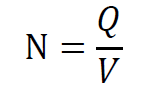 N = Q/V